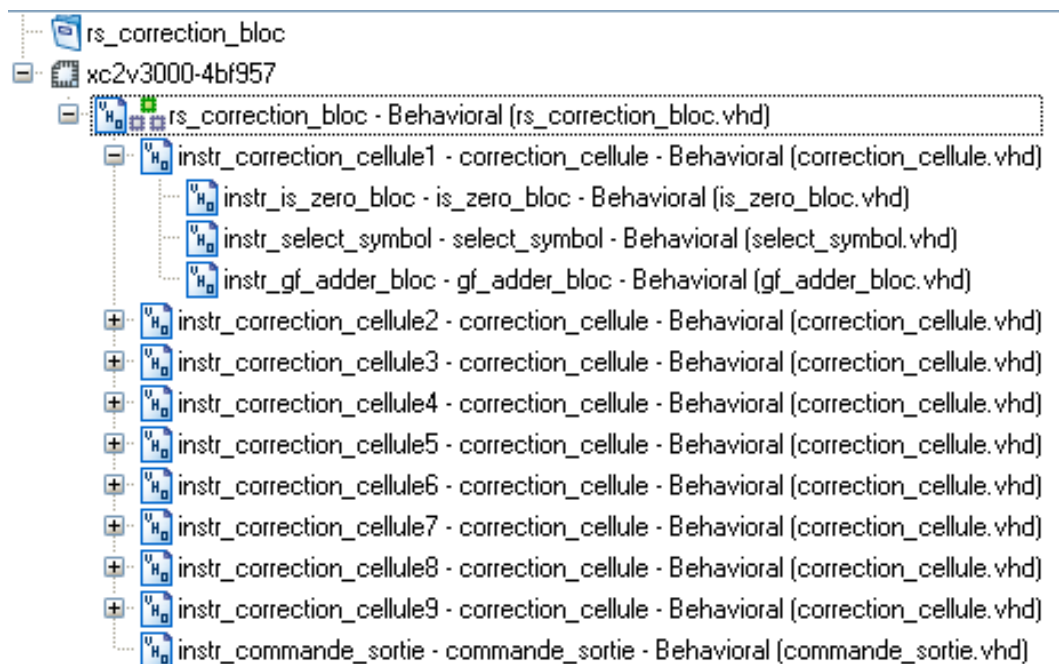 rs_correction_bloc
xc2v3000-4bf957
rs_correction_bloc - Behavioral (rs_correction_bloc.vhd)
instr_correction_cellule1 - correction_cellule - Behavioral (correction_cellule.vhd)
instr_is_zero_bloc - is_zero_bloc - Behavioral (is_zero_bloc.vhd)
instr_select_symbol - select_symbol - Behavioral (select_symbol.vhd)
instr_gf_adder_bloc - gf_adder_bloc - Behavioral (gf_adder_bloc.vhd)
instr_correction_cellule2 - correction_cellule - Behavioral (correction_cellule.vhd)
instr_correction_cellule3 - correction_cellule - Behavioral (correction_cellule.vhd)
instr_correction_cellule4 - correction_cellule - Behavioral (correction_cellule.vhd)
instr_correction_cellule5 - correction_cellule - Behavioral (correction_cellule.vhd)
instr_correction_cellule6 - correction_cellule - Behavioral (correction_cellule.vhd)
instr_correction_cellule7 - correction_cellule - Behavioral (correction_cellule.vhd)
instr_correction_cellule8 - correction_cellule - Behavioral (correction_cellule.vhd)
instr_correction_cellule9 - correction_cellule - Behavioral (correction_cellule.vhd)
instr_commande_sortie - commande_sortie - Behavioral (commande_sortie.vhd)